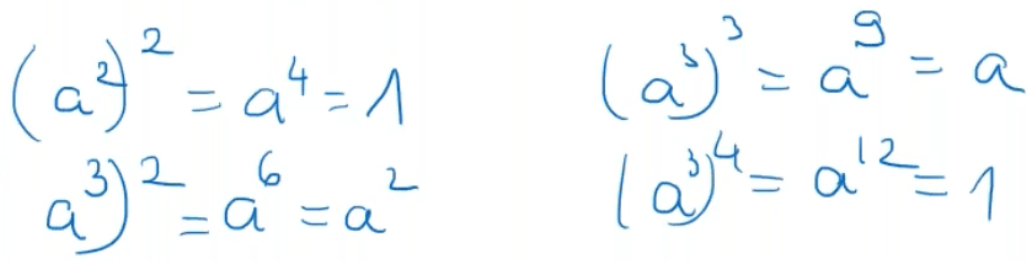 (a²)² = a⁴ = 1
a³)² = a⁶ = a²
(a³)³ = a⁹ = a
(a³)⁴ = a¹² = 1